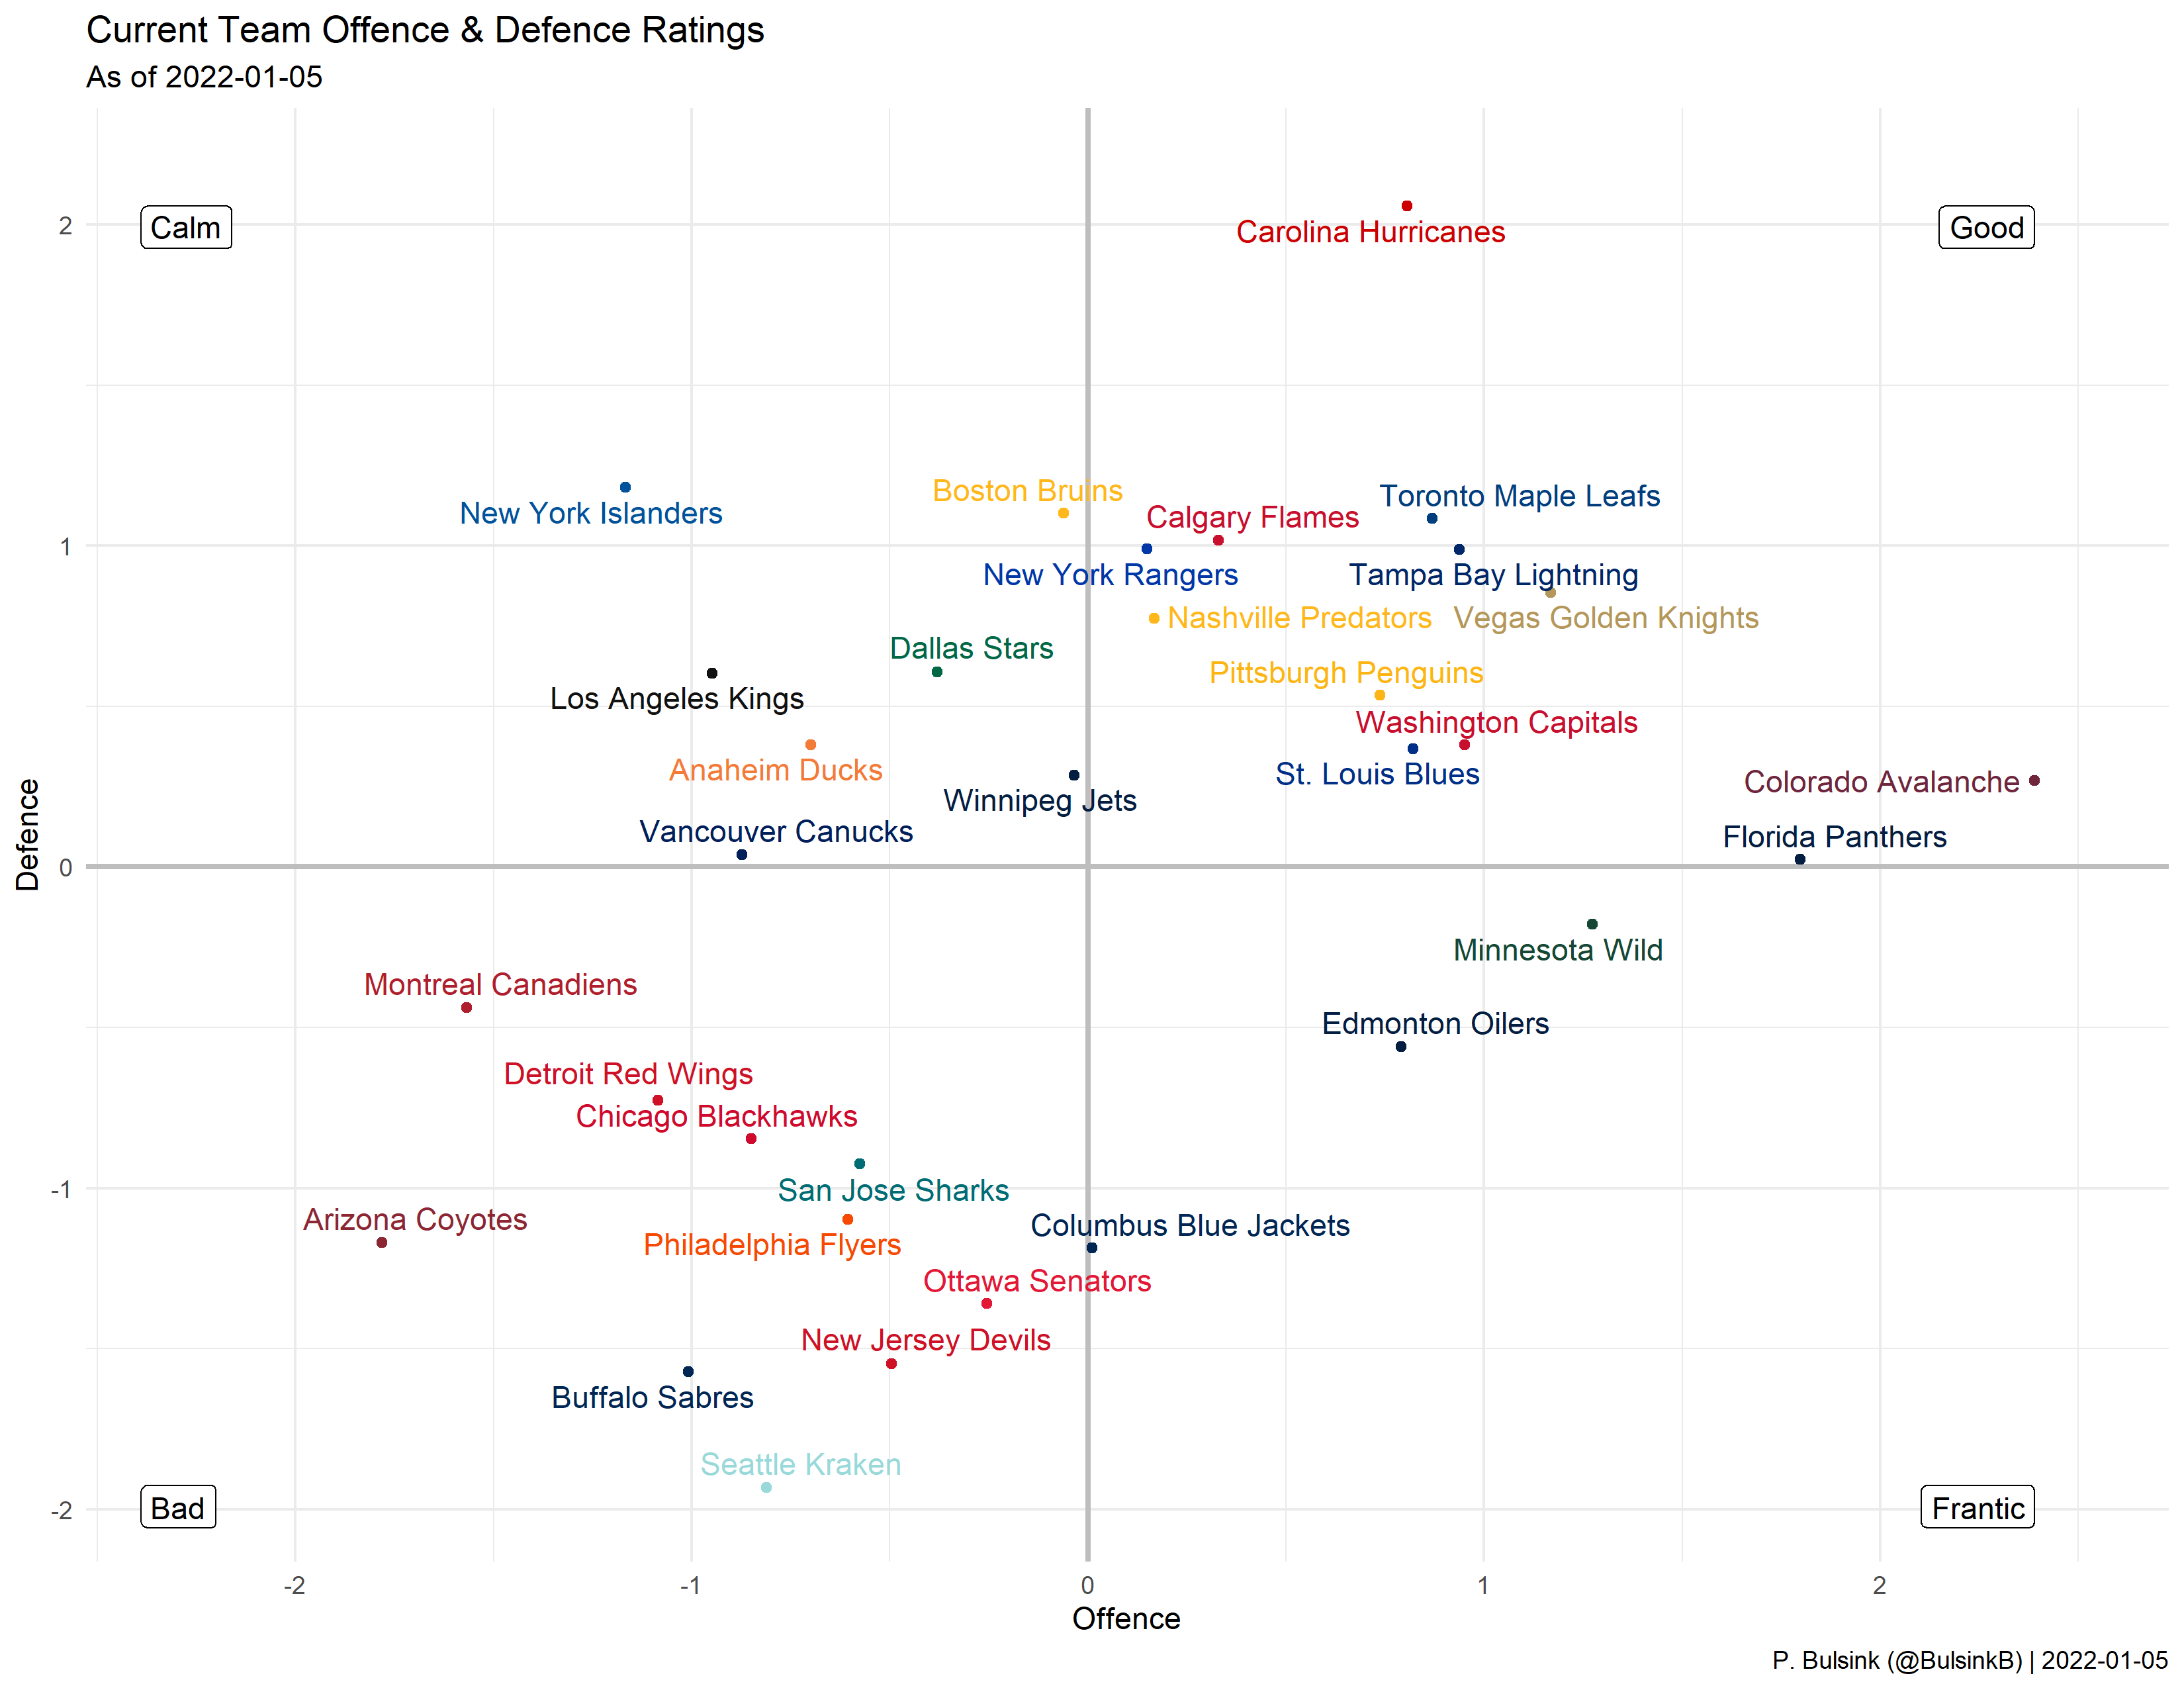 Current Team Offence & Defence Ratings
As of 2022-01-05
Calm
Good
Carolina Hurricanes
New York Islanders
Boston Bruins
Toronto Maple Leafs
Calgary Flames
New York Rangers
Tampa Bay Lightning
Nashville Predators
Vegas Golden Knights
Dallas Stars
Pittsburgh Penguins
Los Angeles Kings
Washington Capitals
Anaheim Ducks
St. Louis Blues
Colorado Avalanche
Winnipeg Jets
Vancouver Canucks
Florida Panthers
Minnesota Wild
Montreal Canadiens
Edmonton Oilers
Detroit Red Wings
Chicago Blackhawks
San Jose Sharks
Arizona Coyotes
Columbus Blue Jackets
Philadelphia Flyers
Ottawa Senators
New Jersey Devils
Buffalo Sabres
Seattle Kraken
Bad
Frantic
2
1
0
-1
-2
Defence
-2
-1
0
1
2
Offence
P. Bulsink (@BulsinkB) | 2022-01-05